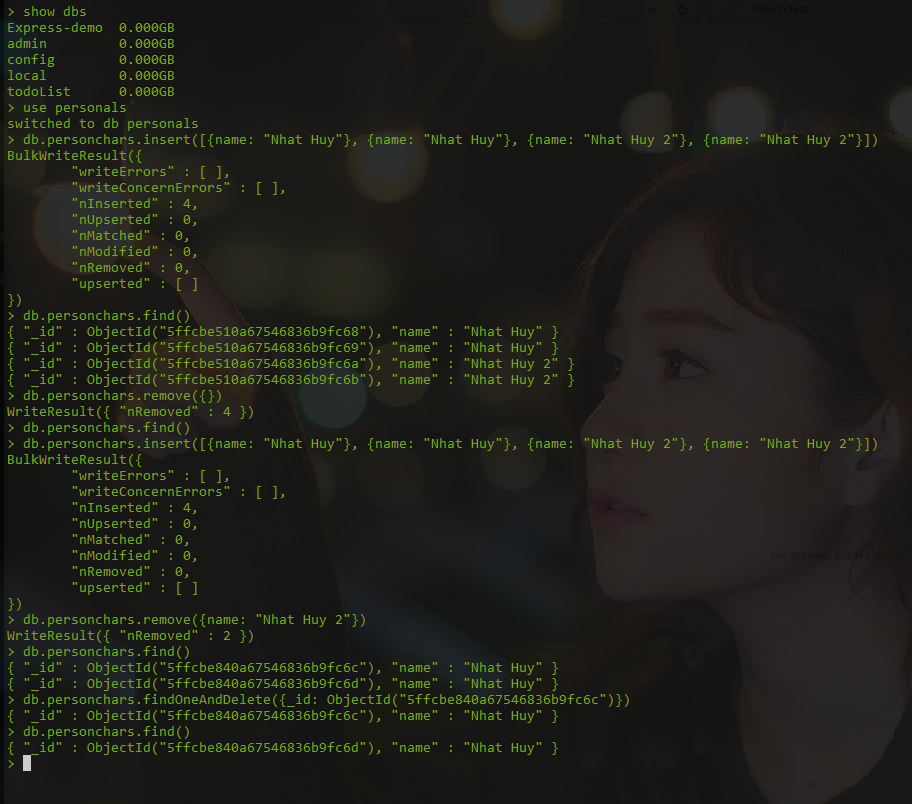 > show dbs
Express-demo  0.000GB
admin         0.000GB
config        0.000GB
local         0.000GB
todoList      0.000GB
> use personals
switched to db personals
> db.personchars.insert([{name: "Nhat Huy"}, {name: "Nhat Huy"}, {name: "Nhat Huy 2"}, {name: "Nhat Huy 2"}])
BulkWriteResult({
        "writeErrors" : [ ],
        "writeConcernErrors" : [ ],
        "nInserted" : 4,
        "nUpserted" : 0,
        "nMatched" : 0,
        "nModified" : 0,
        "nRemoved" : 0,
        "upserted" : [ ]
})
> db.personchars.find()
{ "_id" : ObjectId("5ffcbe510a67546836b9fc68"), "name" : "Nhat Huy" }
{ "_id" : ObjectId("5ffcbe510a67546836b9fc69"), "name" : "Nhat Huy" }
{ "_id" : ObjectId("5ffcbe510a67546836b9fc6a"), "name" : "Nhat Huy 2" }
{ "_id" : ObjectId("5ffcbe510a67546836b9fc6b"), "name" : "Nhat Huy 2" }
> db.personchars.remove({})
WriteResult({ "nRemoved" : 4 })
> db.personchars.find()
> db.personchars.insert([{name: "Nhat Huy"}, {name: "Nhat Huy"}, {name: "Nhat Huy 2"}, {name: "Nhat Huy 2"}])
BulkWriteResult({
        "writeErrors" : [ ],
        "writeConcernErrors" : [ ],
        "nInserted" : 4,
        "nUpserted" : 0,
        "nMatched" : 0,
        "nModified" : 0,
        "nRemoved" : 0,
        "upserted" : [ ]
})
> db.personchars.remove({name: "Nhat Huy 2"})
WriteResult({ "nRemoved" : 2 })
> db.personchars.find()
{ "_id" : ObjectId("5ffcbe840a67546836b9fc6c"), "name" : "Nhat Huy" }
{ "_id" : ObjectId("5ffcbe840a67546836b9fc6d"), "name" : "Nhat Huy" }
> db.personchars.findOneAndDelete({_id: ObjectId("5ffcbe840a67546836b9fc6c")})
{ "_id" : ObjectId("5ffcbe840a67546836b9fc6c"), "name" : "Nhat Huy" }
> db.personchars.find()
{ "_id" : ObjectId("5ffcbe840a67546836b9fc6d"), "name" : "Nhat Huy" }
>
Search test
No preview available.